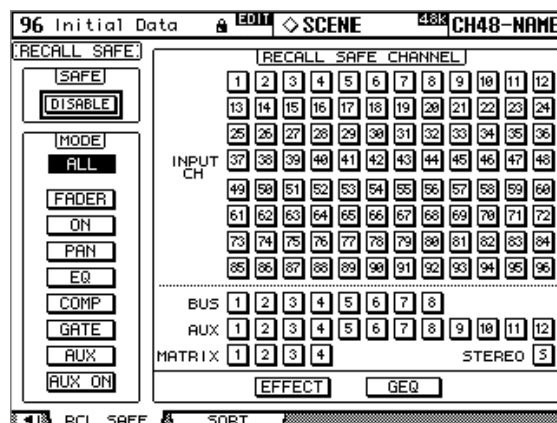 96 Initial Data EDIT ◇SCENE 48K CH48-NAME
RECALL SAFE
SAFE
DISABLE
MODE
ALL
FADER
ON
PAN
EQ
COMP
GATE
AUX
AUX ON
RECALL SAFE CHANNEL
INPUT CH
1 2 3 4 5 6 7 8 9 10 11 12
13 14 15 16 17 18 19 20 21 22 23 24
25 26 27 28 29 30 31 32 33 34 35 36
37 38 39 40 41 42 43 44 45 46 47 48
49 50 51 52 53 54 55 56 57 58 59 60
61 62 63 64 65 66 67 68 69 70 71 72
73 74 75 76 77 78 79 80 81 82 83 84
85 86 87 88 89 90 91 92 93 94 95 96
BUS 1 2 3 4 5 6 7 8
AUX 1 2 3 4 5 6 7 8 9 10 11 12
MATRIX 1 2 3 4 STEREO S
EFFECT GEQ
RCL SAFE SORT